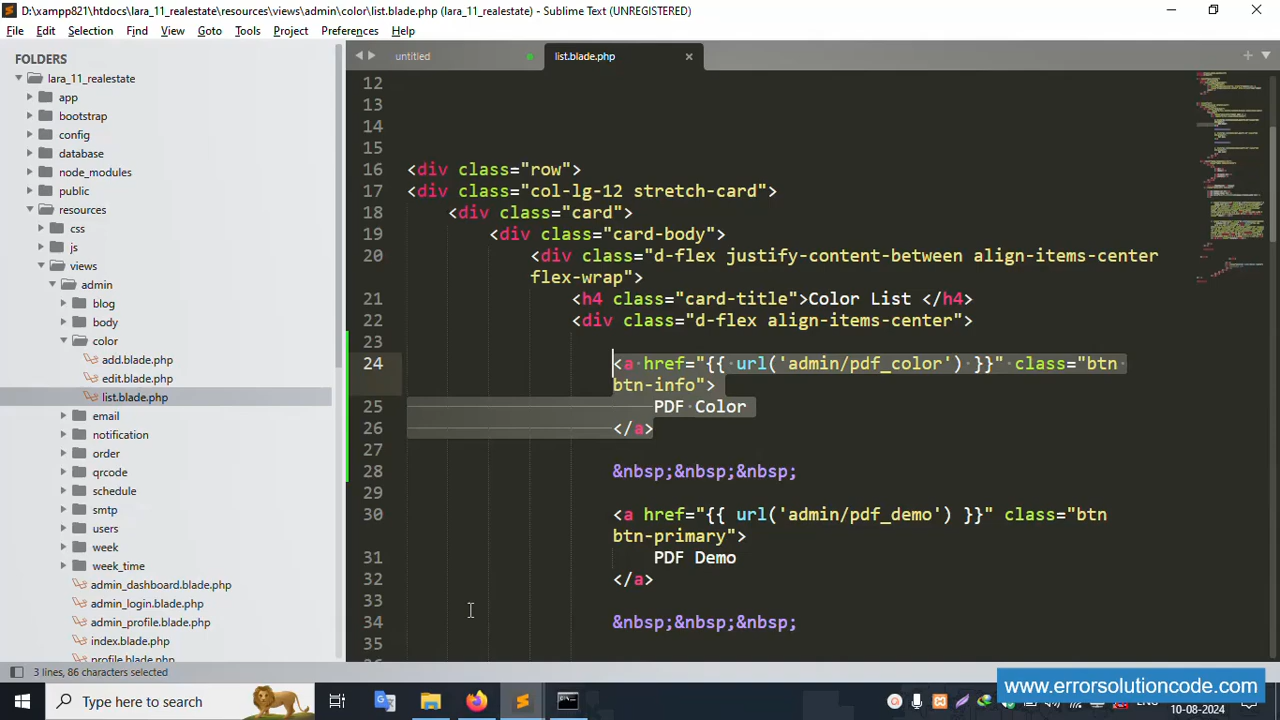 D:\xampp821\htdocs\lara_11_realestate\resources\views\admin\color\list.blade.php (lara_11_realestate) - Sublime Text (UNREGISTERED)
File Edit Selection Find View Goto Tools Project Preferences Help
FOLDERS
lara_11_realestate
app
bootstrap
config
database
node_modules
public
resources
css
js
views
admin
blog
body
color
add.blade.php
edit.blade.php
list.blade.php
email
notification
order
qrcode
schedule
smtp
users
week
week_time
admin_dashboard.blade.php
admin_login.blade.php
admin_profile.blade.php
index.blade.php
profile.blade.php
untitled
list.blade.php
12
13
14
15
16 <div class="row">
17 <div class="col-lg-12 stretch-card">
18 <div class="card">
19 <div class="card-body">
20 <div class="d-flex justify-content-between align-items-center
flex-wrap">
21 <h4 class="card-title">Color List </h4>
22 <div class="d-flex align-items-center">
23
24 <a href="{{ url('admin/pdf_color') }}" class="btn
btn-info">
25 PDF Color
26 </a>
27
28 &nbsp;&nbsp;&nbsp;
29
30 <a href="{{ url('admin/pdf_demo') }}" class="btn
btn-primary">
31 PDF Demo
32 </a>
33
34 &nbsp;&nbsp;&nbsp;
35
3 lines, 86 characters selected
www.errorsolutioncode.com
Type here to search
10-08-2024